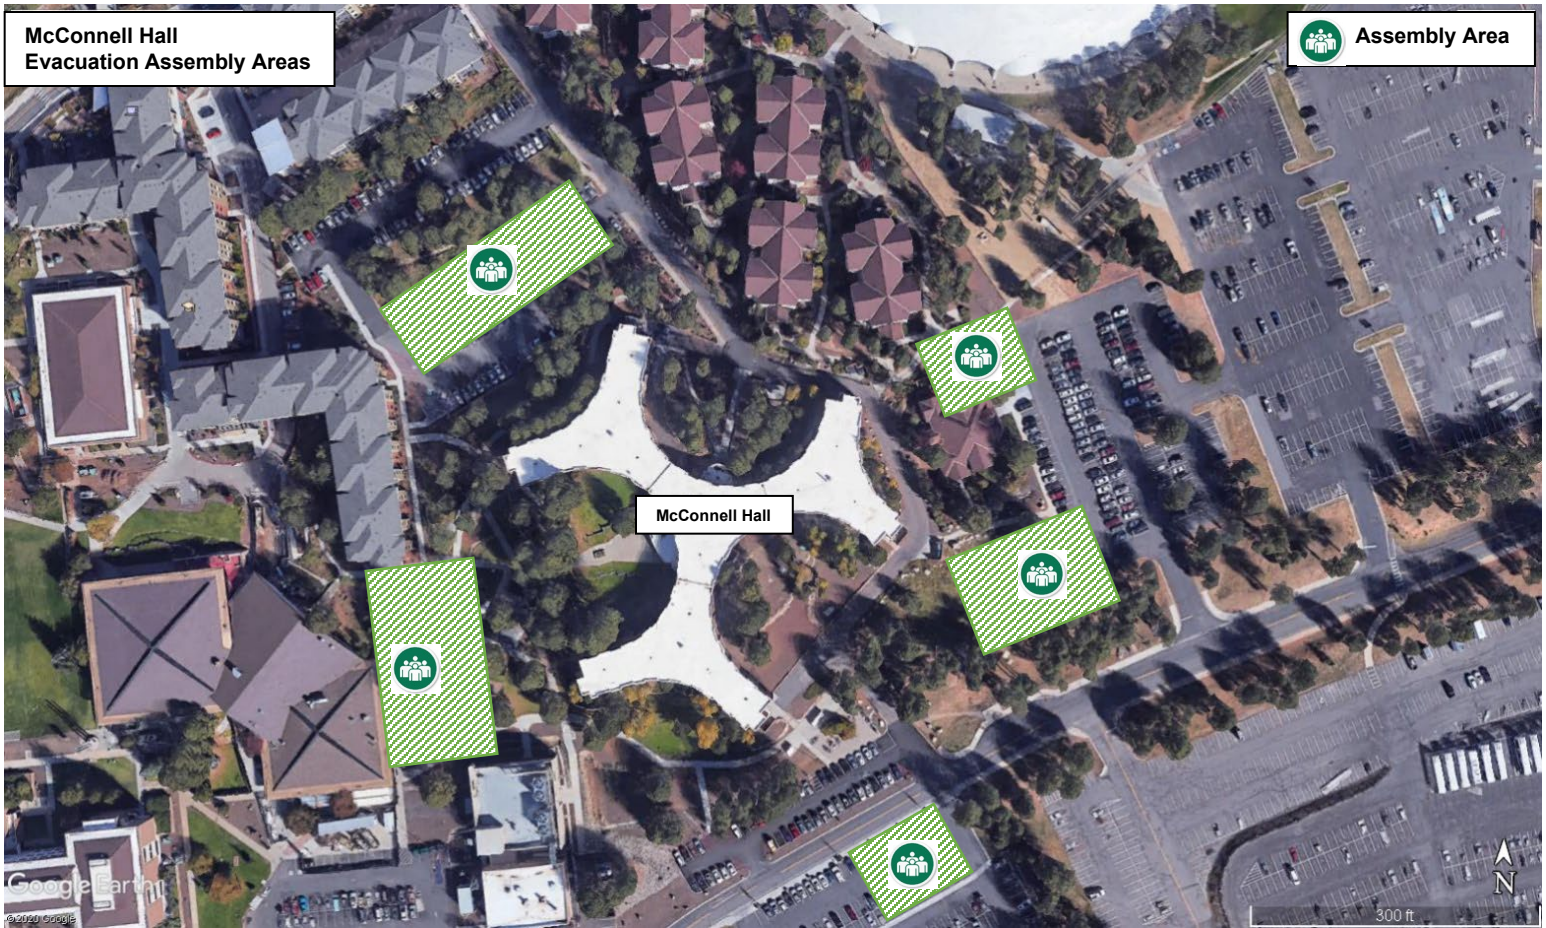 McConnell Hall
Evacuation Assembly Areas
Assembly Area
McConnell Hall
Google Earth
©2020 Google
N
300 ft